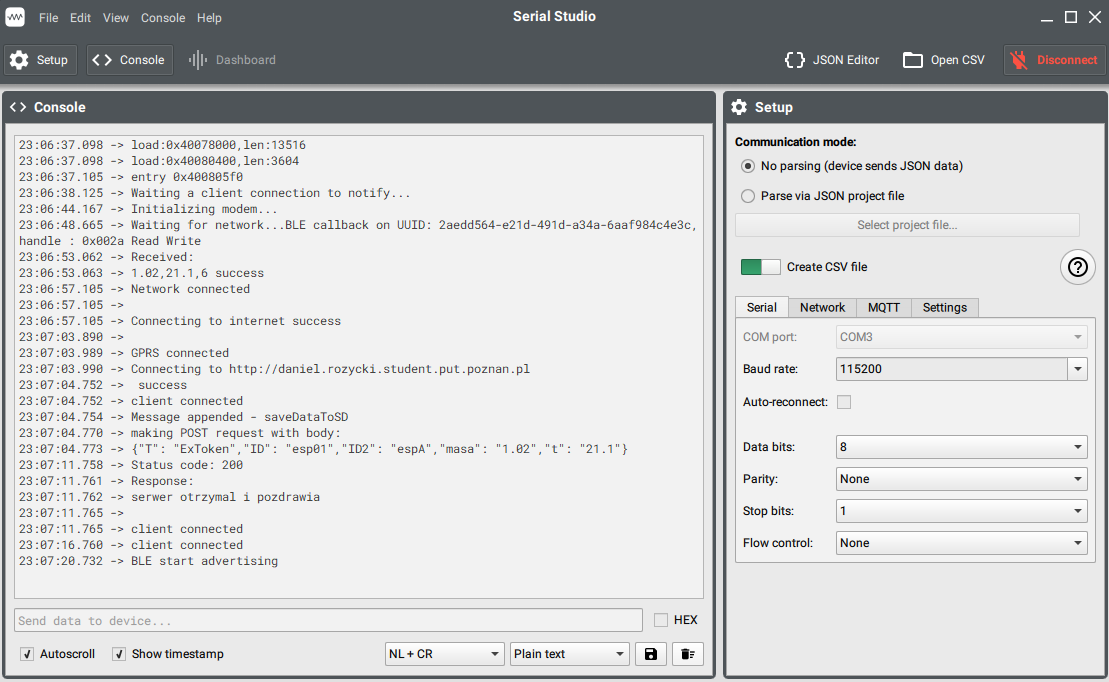 File Edit View Console Help
Serial Studio
Setup
Console
Dashboard
JSON Editor
Open CSV
Disconnect
Console
23:06:37.098 -> load:0x40078000,len:13516
23:06:37.098 -> load:0x40080400,len:3604
23:06:37.105 -> entry 0x400805f0
23:06:38.125 -> Waiting a client connection to notify...
23:06:44.167 -> Initializing modem...
23:06:48.665 -> Waiting for network...BLE callback on UUID: 2aedd564-e21d-491d-a34a-6aaf984c4e3c,
handle : 0x002a Read Write
23:06:53.062 -> Received:
23:06:53.063 -> 1.02,21.1,6 success
23:06:57.105 -> Network connected
23:06:57.105 ->
23:06:57.105 -> Connecting to internet success
23:07:03.890 ->
23:07:03.989 -> GPRS connected
23:07:03.990 -> Connecting to http://daniel.rozycki.student.put.poznan.pl
23:07:04.752 ->  success
23:07:04.752 -> client connected
23:07:04.754 -> Message appended - saveDataToSD
23:07:04.770 -> making POST request with body:
23:07:04.773 -> {"T": "ExToken","ID": "esp01","ID2": "espA","masa": "1.02","t": "21.1"}
23:07:11.758 -> Status code: 200
23:07:11.761 -> Response:
23:07:11.762 -> serwer otrzymal i pozdrawia
23:07:11.765 ->
23:07:11.765 -> client connected
23:07:16.760 -> client connected
23:07:20.732 -> BLE start advertising
Send data to device...
HEX
Autoscroll
Show timestamp
NL + CR
Plain text
Setup
Communication mode:
No parsing (device sends JSON data)
Parse via JSON project file
Select project file...
Create CSV file
Serial
Network
MQTT
Settings
COM port: COM3
Baud rate: 115200
Auto-reconnect:
Data bits: 8
Parity: None
Stop bits: 1
Flow control: None